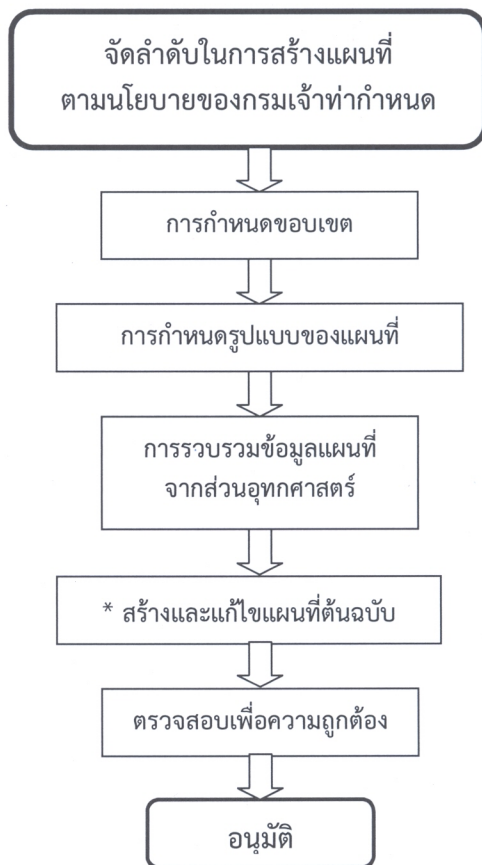 จัดลำดับในการสร้างแผนที่
ตามนโยบายของกรมเจ้าท่ากำหนด
การกำหนดขอบเขต
การกำหนดรูปแบบของแผนที่
การรวบรวมข้อมูลแผนที่
จากส่วนอุทกศาสตร์
* สร้างและแก้ไขแผนที่ต้นฉบับ
ตรวจสอบเพื่อความถูกต้อง
อนุมัติ